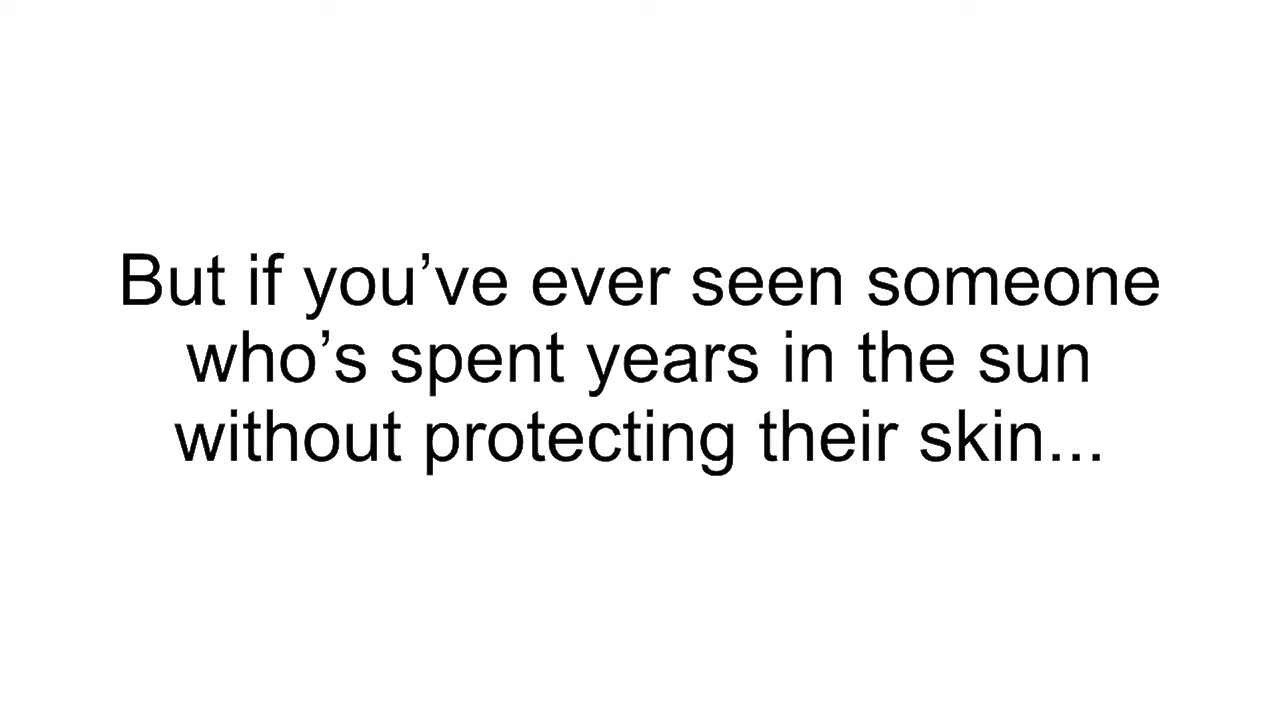 But if you’ve ever seen someone
who’s spent years in the sun
without protecting their skin...